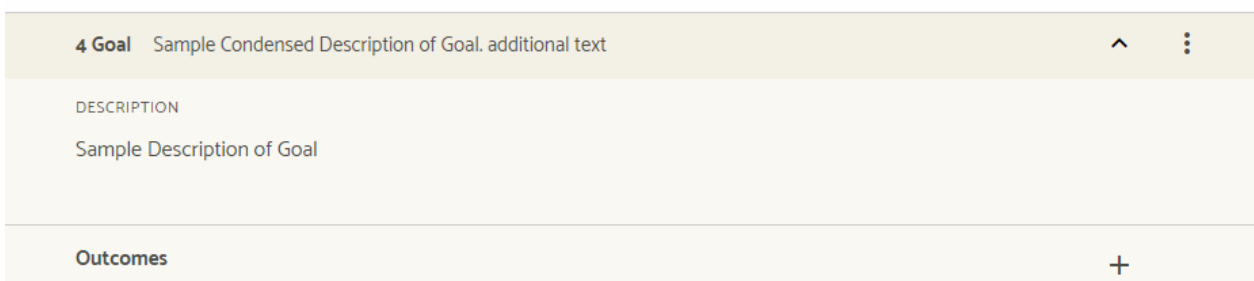 4 Goal Sample Condensed Description of Goal. additional text
DESCRIPTION
Sample Description of Goal
Outcomes